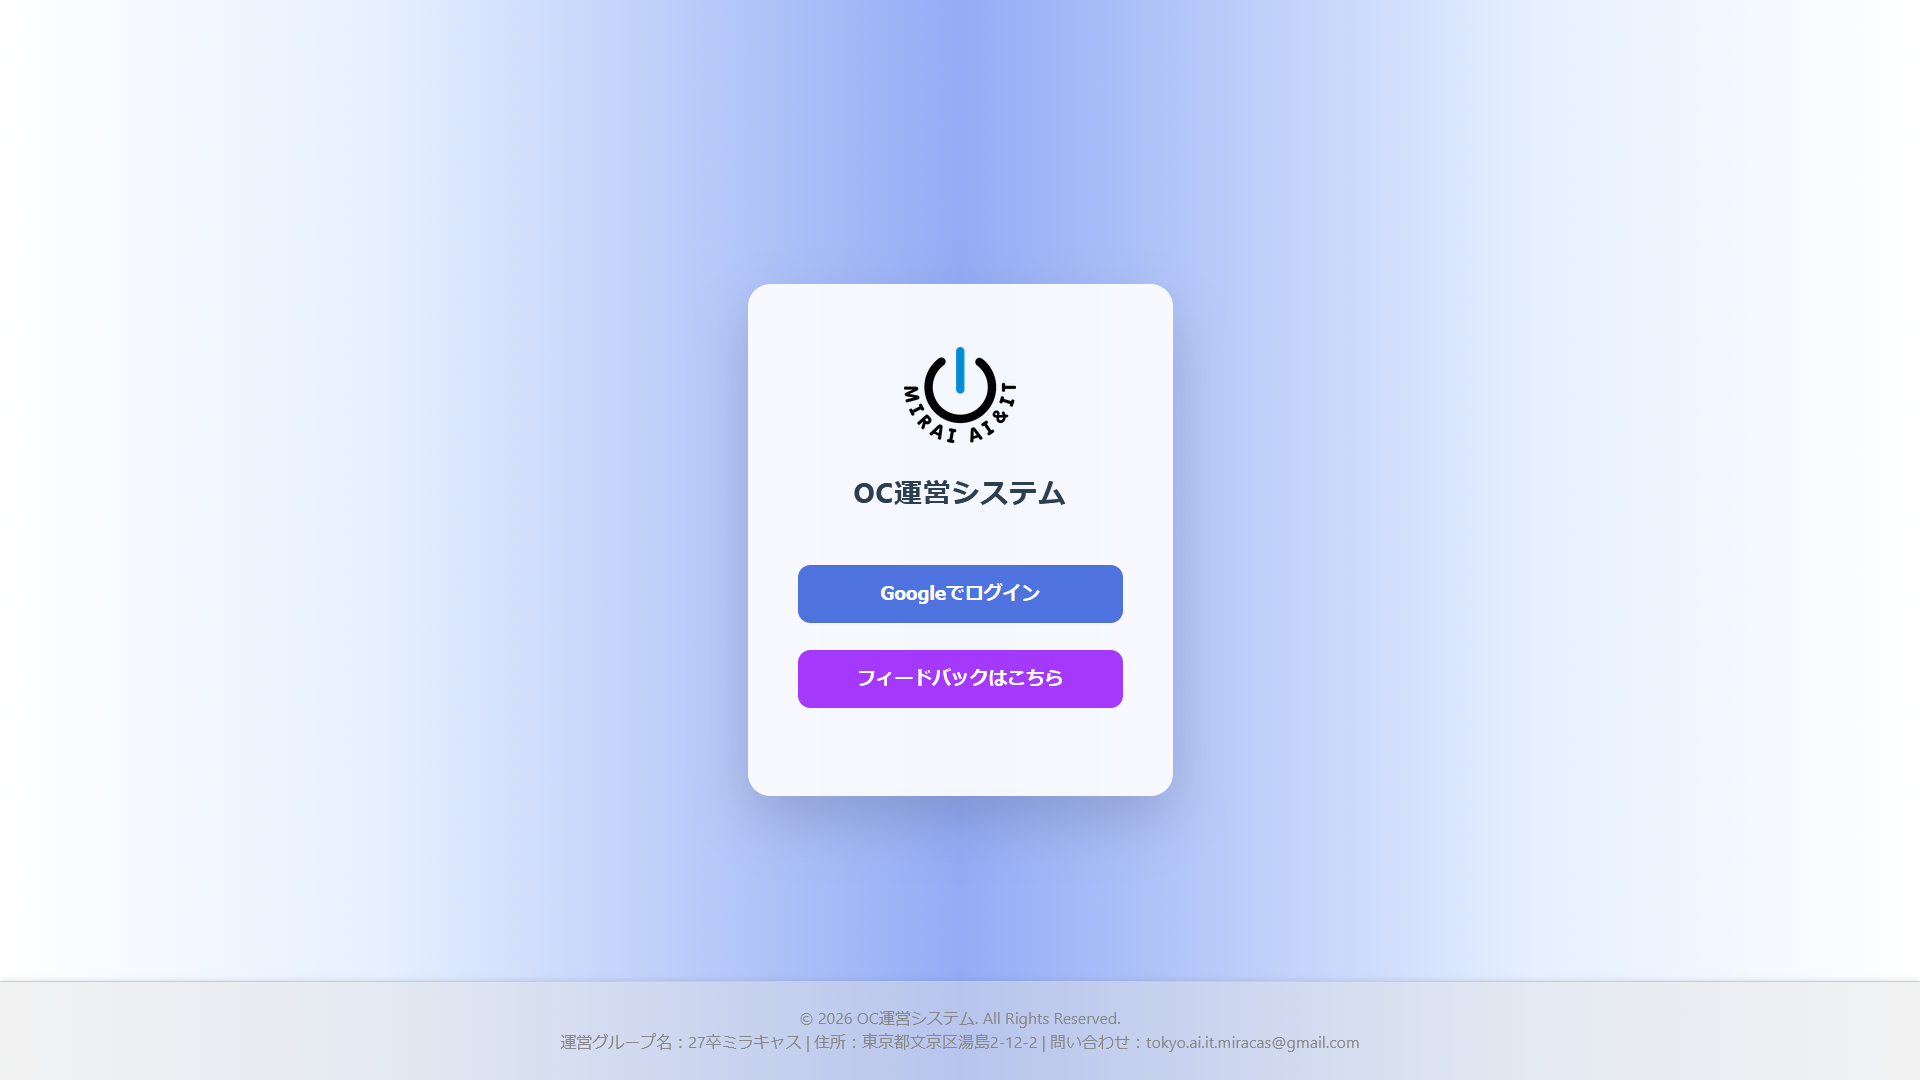 MIRAI AI&IT
OC運営システム
Googleでログイン
フィードバックはこちら
© 2026 OC運営システム. All Rights Reserved.
運営グループ名：27卒ミラキャス | 住所：東京都文京区湯島2-12-2 | 問い合わせ：tokyo.ai.it.miracas@gmail.com